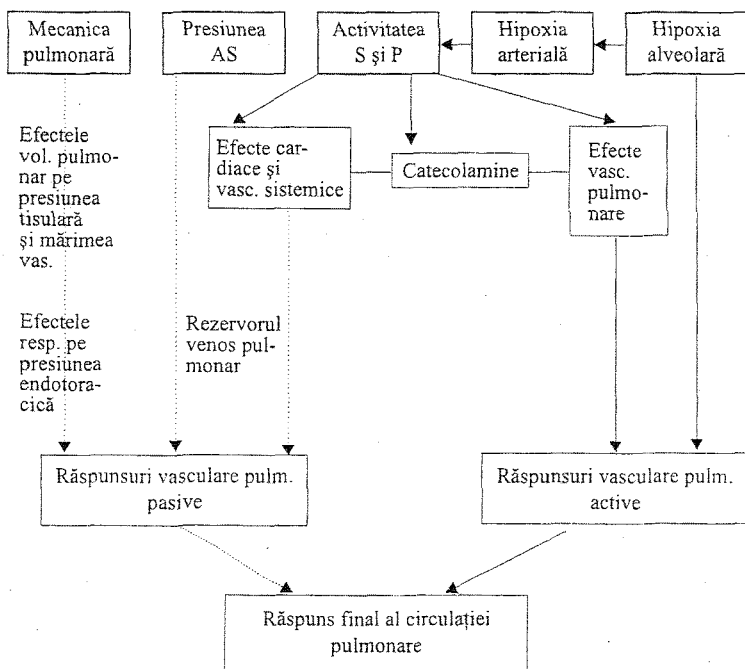 Mecanica
pulmonară
Presiunea
AS
Activitatea
S şi P
Hipoxia
arterială
Hipoxia
alveolară
Efectele
vol. pulmo-
nar pe
presiunea
tisulară
şi mărimea
vas.
Efecte car-
diace şi
vasc. sistemice
Catecolamine
Efecte
vasc.
pulmo-
nare
Efectele
resp. pe
presiunea
endotora-
cică
Rezervorul
venos pul-
monar
Răspunsuri vasculare pulm.
pasive
Răspunsuri vasculare pulm.
active
Răspuns final al circulaţiei
pulmonare